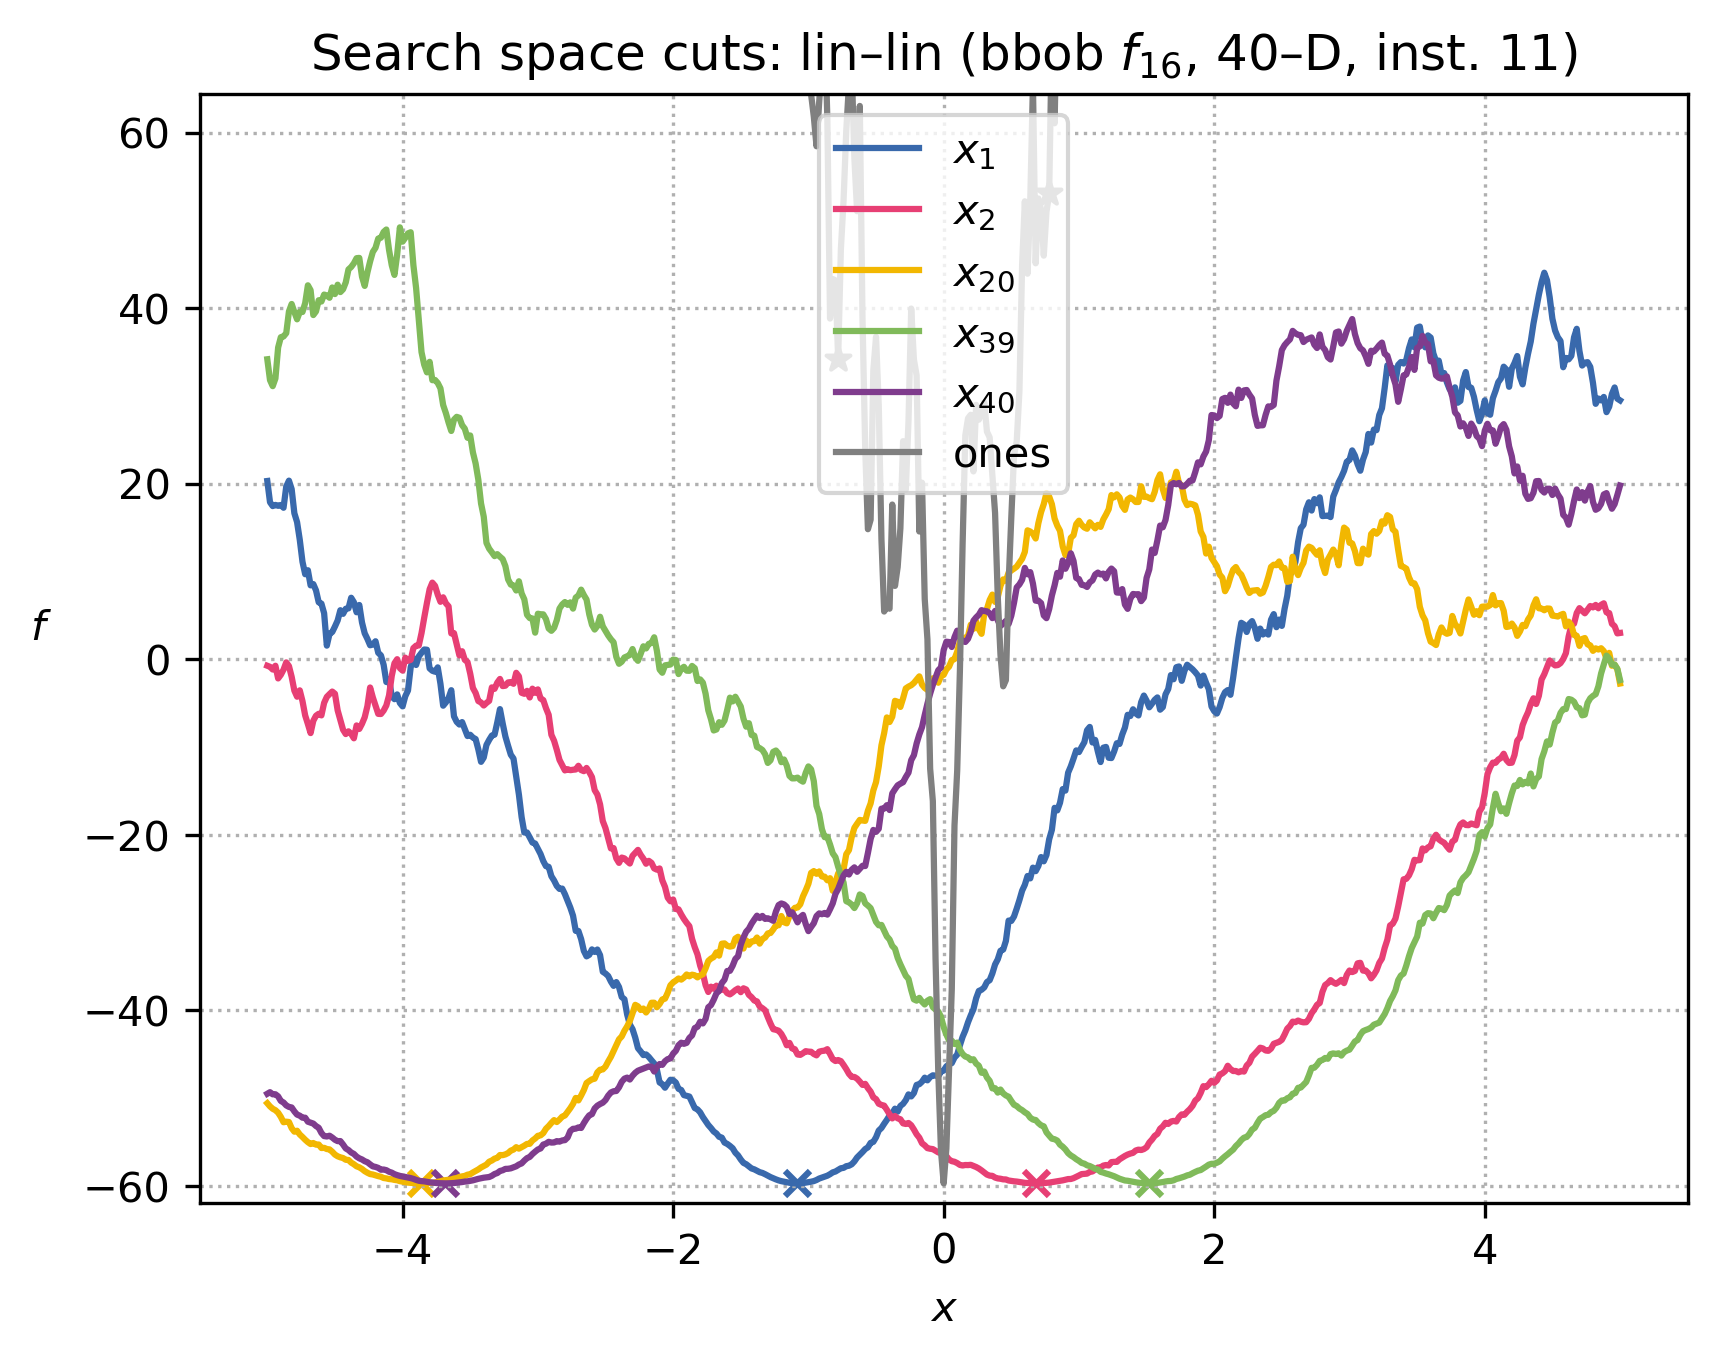 Search space cuts: lin–lin (bbob f₁₆, 40–D, inst. 11)
60
40
20
0
−20
−40
−60
f
x₁
x₂
x₂₀
x₃₉
x₄₀
ones
−4 −2 0 2 4
x